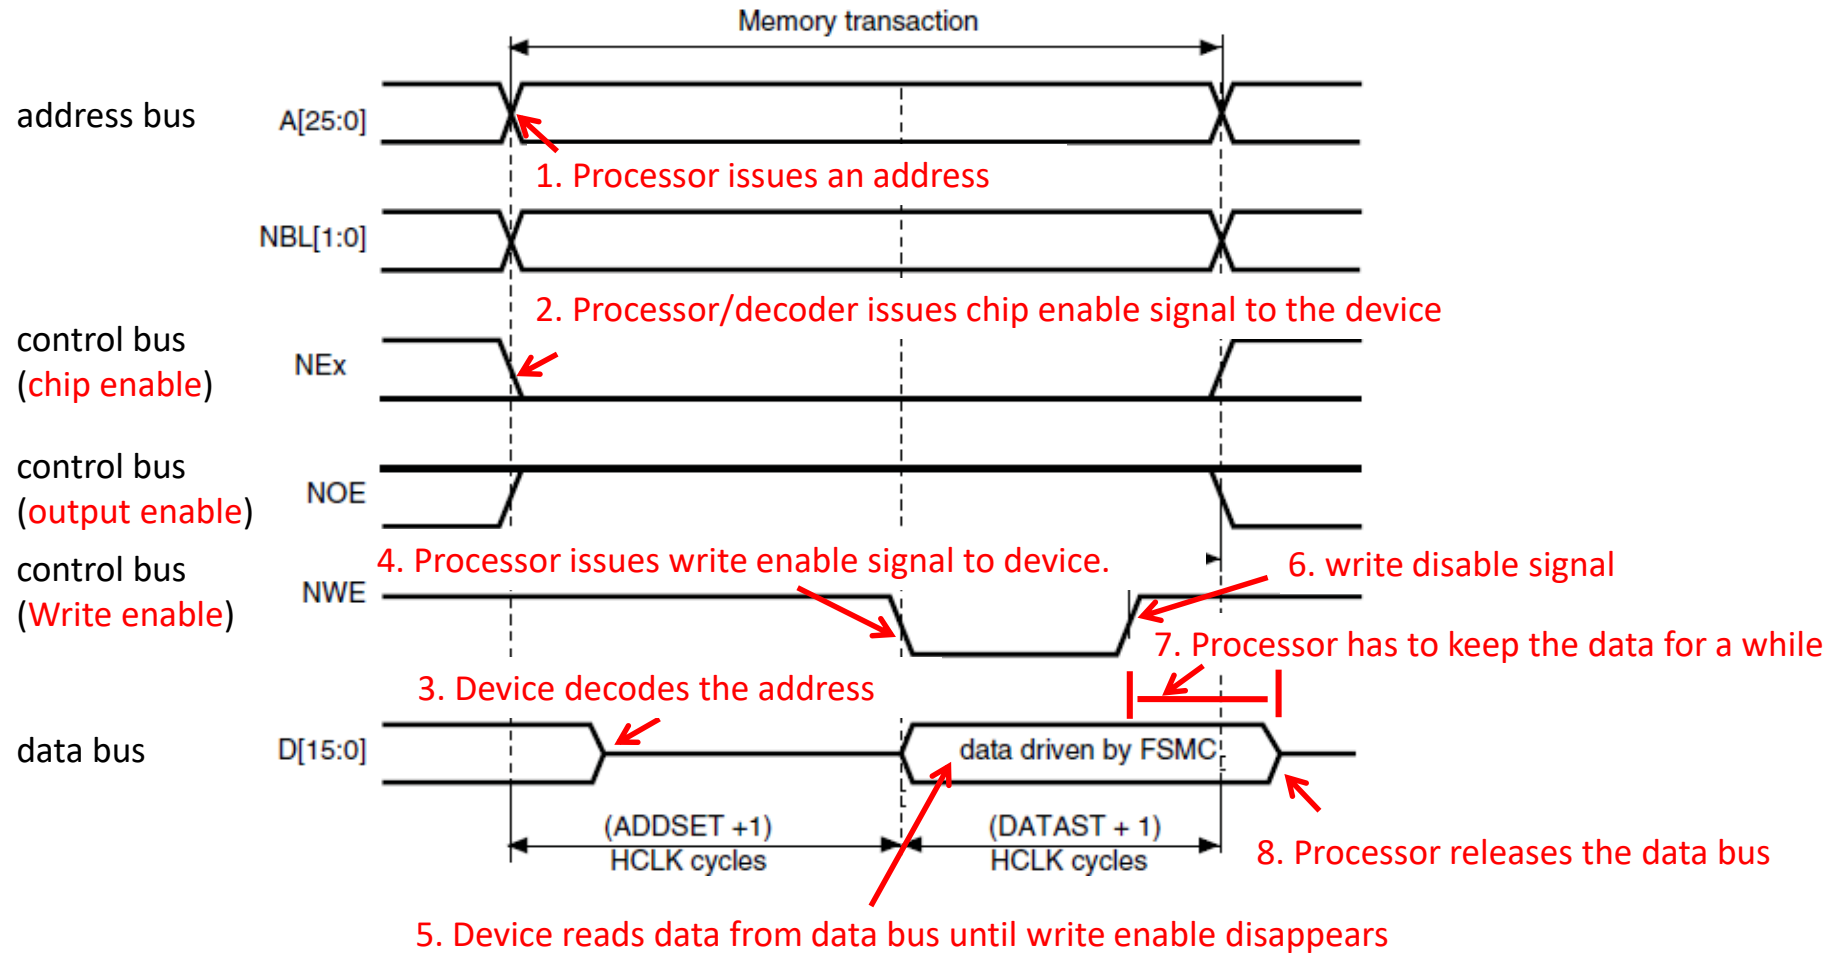 Memory transaction
address bus
A[25:0]
1. Processor issues an address
NBL[1:0]
2. Processor/decoder issues chip enable signal to the device
control bus
(chip enable)
NEx
control bus
(output enable)
NOE
4. Processor issues write enable signal to device.
6. write disable signal
control bus
(Write enable)
NWE
7. Processor has to keep the data for a while
3. Device decodes the address
data bus
D[15:0]
data driven by FSMC
(ADDSET +1)
HCLK cycles
(DATAST + 1)
HCLK cycles
8. Processor releases the data bus
5. Device reads data from data bus until write enable disappears